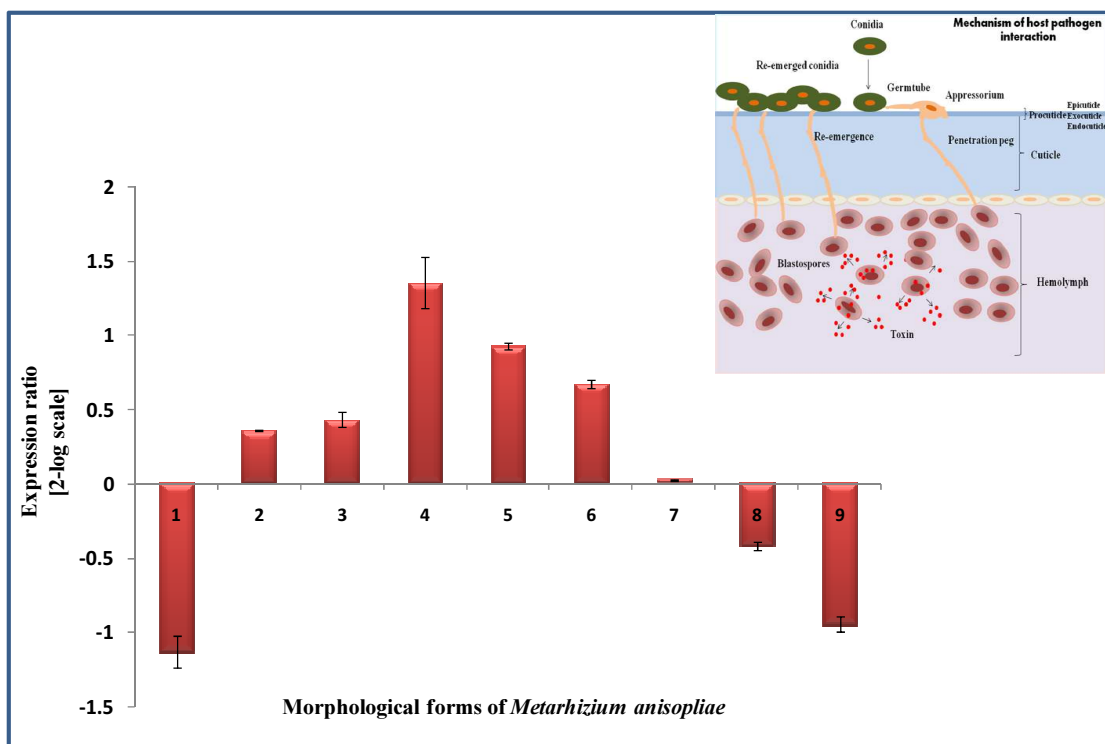 Mechanism of host pathogen
interaction
Conidia
Re-emerged conidia
Germtube
Appressorium
Epicuticle
Procuticle Exocuticle
Endocuticle
Re-emergence
Penetration peg
Cuticle
Blastospores
Hemolymph
Toxin
Expression ratio
[2-log scale]
2
1.5
1
0.5
0
-0.5
-1
-1.5
1 2 3 4 5 6 7 8 9
Morphological forms of Metarhizium anisopliae